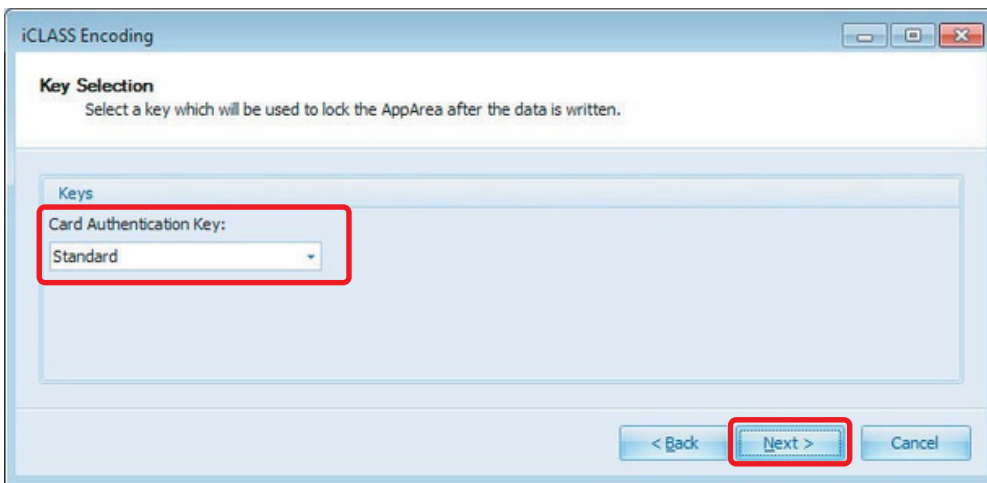 iCLASS Encoding
Key Selection
Select a key which will be used to lock the AppArea after the data is written.
Keys
Card Authentication Key:
Standard
< Back Next > Cancel